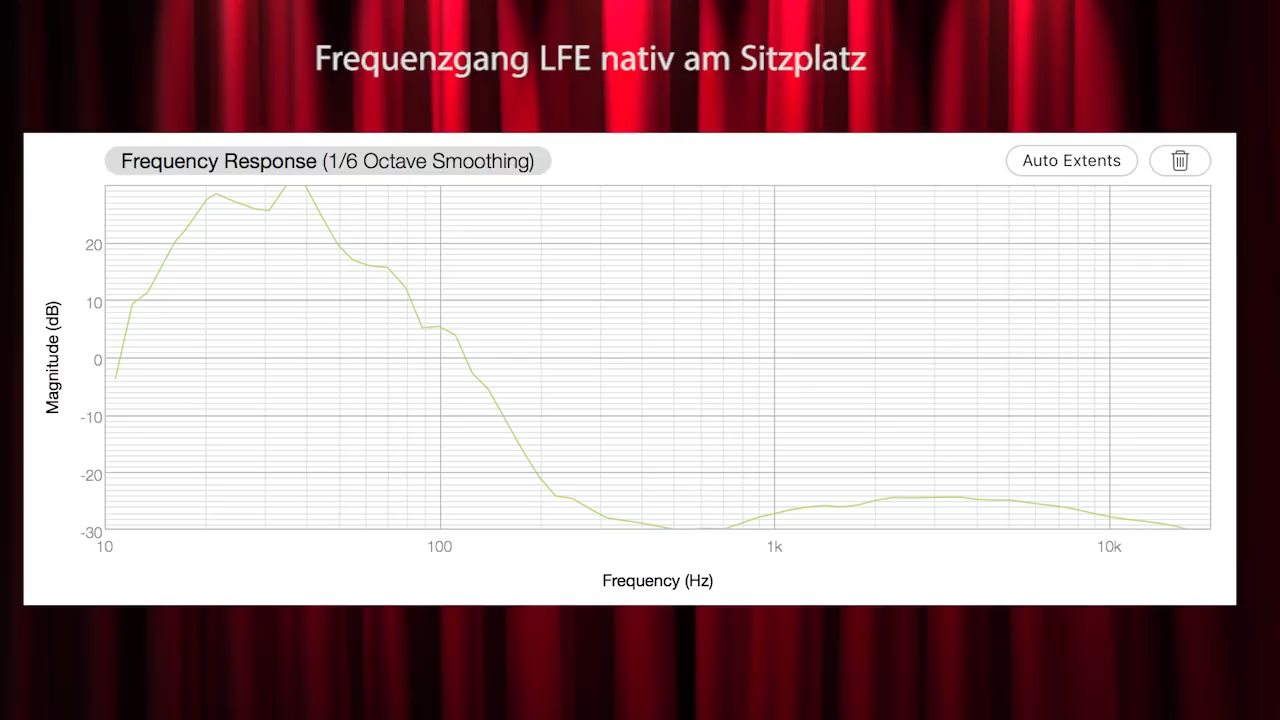 Frequenzgang LFE nativ am Sitzplatz
Frequency Response (1/6 Octave Smoothing)
Auto Extents
Magnitude (dB)
20
10
0
-10
-20
-30
10
100
1k
10k
Frequency (Hz)